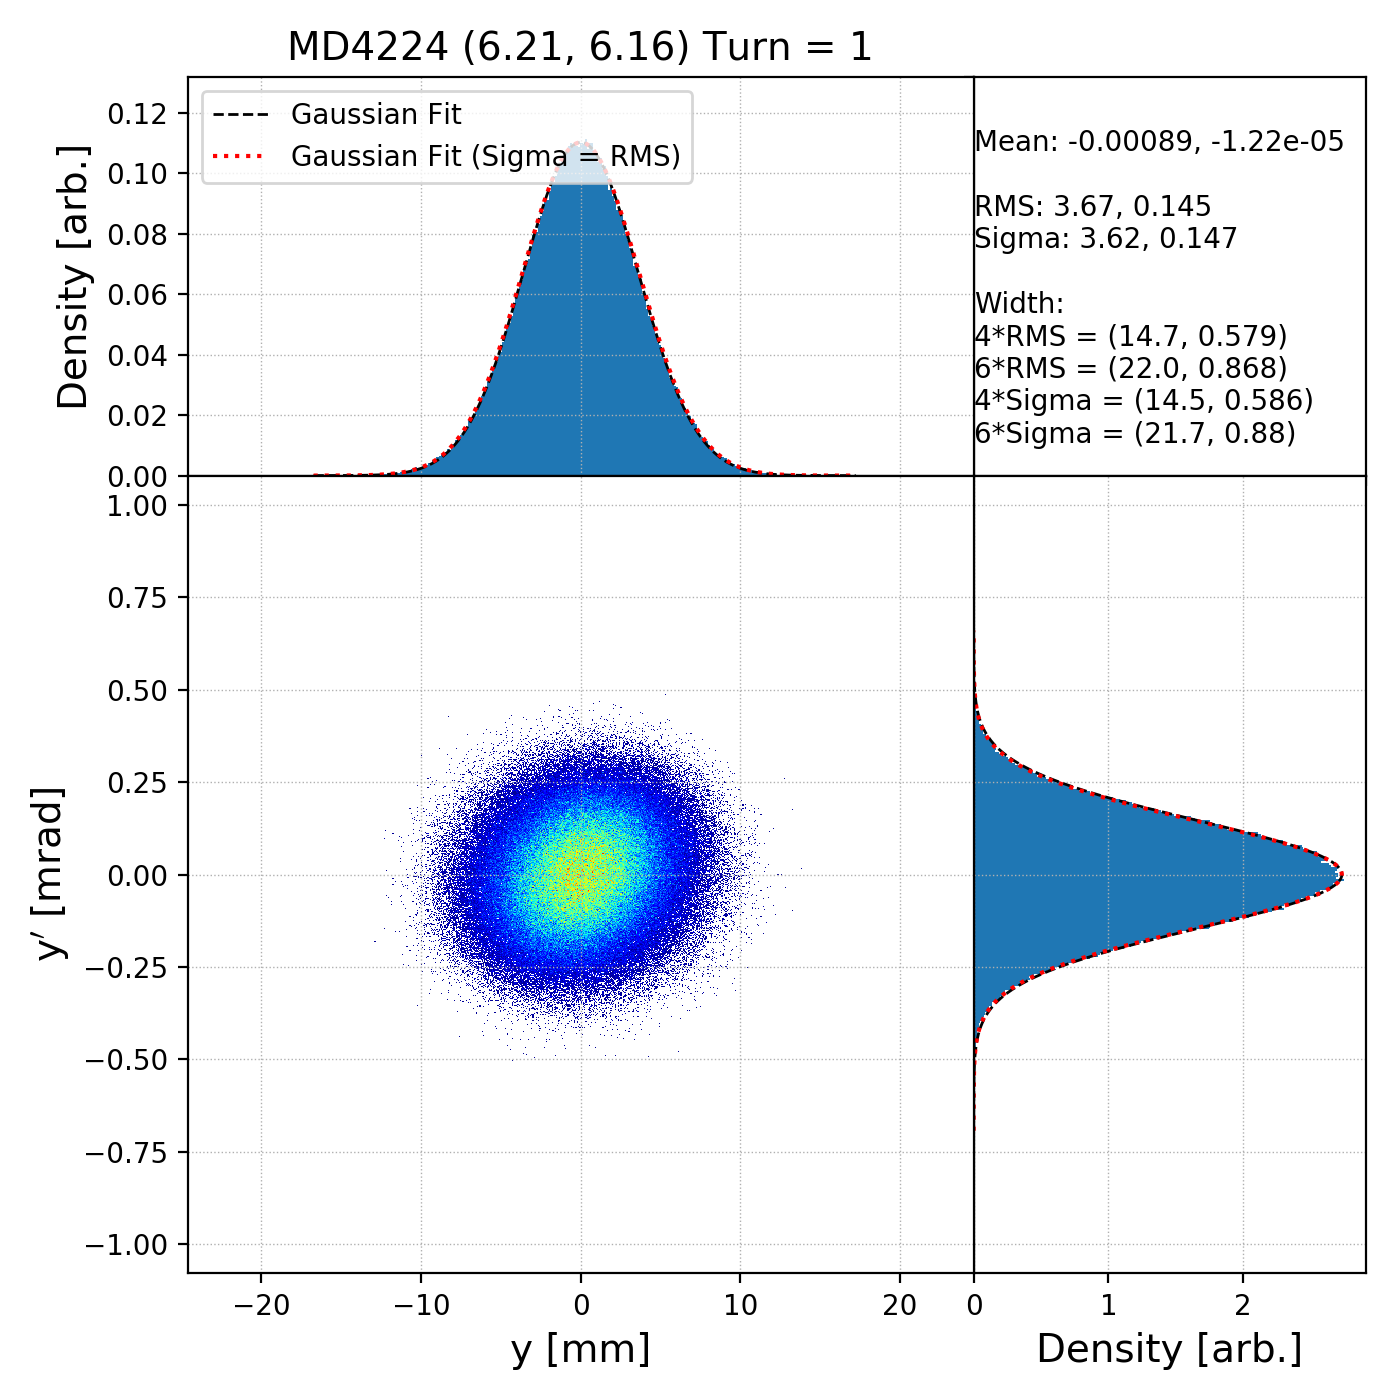 MD4224 (6.21, 6.16) Turn = 1
Gaussian Fit
Gaussian Fit (Sigma = RMS)
Density [arb.]
0.12
0.10
0.08
0.06
0.04
0.02
0.00
Mean: -0.00089, -1.22e-05
RMS: 3.67, 0.145
Sigma: 3.62, 0.147
Width:
4*RMS = (14.7, 0.579)
6*RMS = (22.0, 0.868)
4*Sigma = (14.5, 0.586)
6*Sigma = (21.7, 0.88)
y′ [mrad]
1.00
0.75
0.50
0.25
0.00
−0.25
−0.50
−0.75
−1.00
−20 −10 0 10 20
y [mm]
0 1 2
Density [arb.]